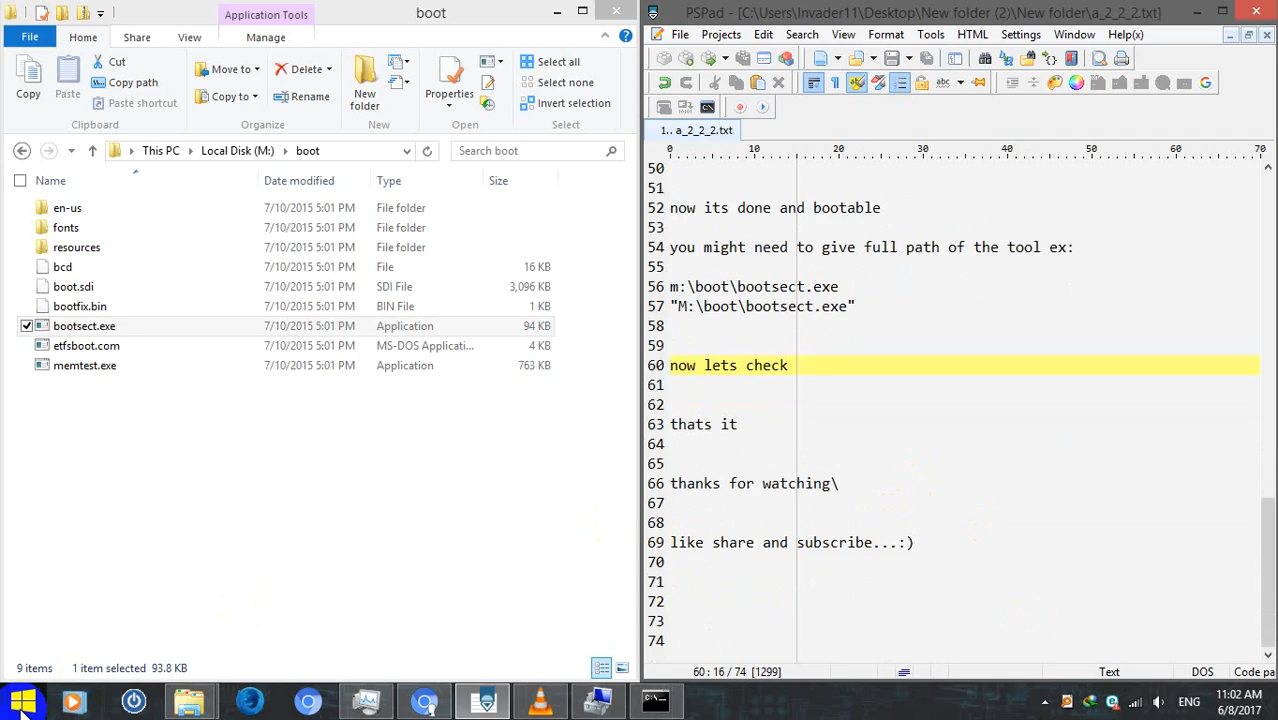 Application Tools
boot
File
Home
Share
View
Manage
Copy
Paste
Cut
Copy path
Paste shortcut
Clipboard
Move to
Copy to
Delete
Rename
Organize
New
folder
New
Properties
Open
Select all
Select none
Invert selection
Select
This PC
Local Disk (M:)
boot
Search boot
Name
Date modified
Type
Size
en-us 7/10/2015 5:01 PM File folder
fonts 7/10/2015 5:01 PM File folder
resources 7/10/2015 5:01 PM File folder
bcd 7/10/2015 5:01 PM File 16 KB
boot.sdi 7/10/2015 5:01 PM SDI File 3,096 KB
bootfix.bin 7/10/2015 5:01 PM BIN File 1 KB
bootsect.exe 7/10/2015 5:01 PM Application 94 KB
etfsboot.com 7/10/2015 5:01 PM MS-DOS Applicati... 4 KB
memtest.exe 7/10/2015 5:01 PM Application 763 KB
9 items 1 item selected 93.8 KB
PSPad - [C:\Users\Invader11\Desktop\New folder (2)\New folder\a_2_2_2.txt]
File Projects Edit Search View Format Tools HTML Settings Window Help(x)
1.. a_2_2_2.txt
0 10 20 30 40 50 60 70
50
51
52 now its done and bootable
53
54 you might need to give full path of the tool ex:
55
56 m:\boot\bootsect.exe
57 "M:\boot\bootsect.exe"
58
59
60 now lets check
61
62
63 thats it
64
65
66 thanks for watching\
67
68
69 like share and subscribe...:)
70
71
72
73
74
60 : 16 / 74 [1299]
Text
DOS
Code pa
ENG
11:02 AM
6/8/2017